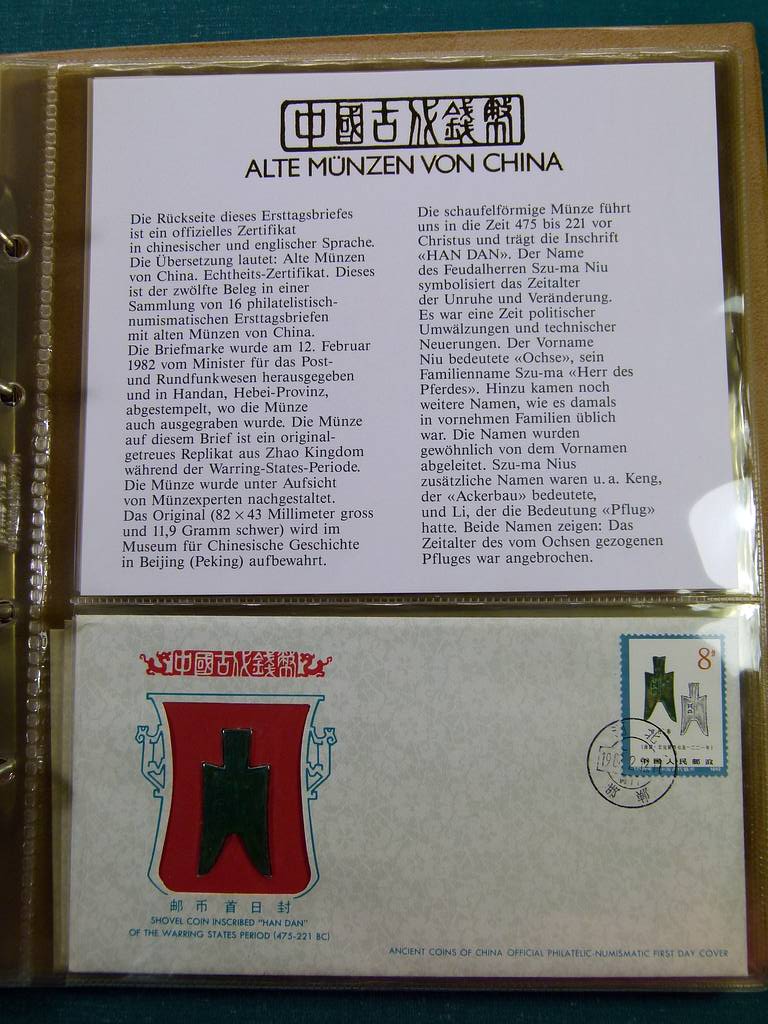 中國古代錢幣
ALTE MÜNZEN VON CHINA
Die Rückseite dieses Ersttagsbriefes
ist ein offizielles Zertifikat
in chinesischer und englischer Sprache.
Die Übersetzung lautet: Alte Münzen
von China. Echtheits-Zertifikat. Dieses
ist der zwölfte Beleg in einer
Sammlung von 16 philatelistisch-
numismatischen Ersttagsbriefen
mit alten Münzen von China.
Die Briefmarke wurde am 12. Februar
1982 vom Minister für das Post-
und Rundfunkwesen herausgegeben
und in Handan, Hebei-Provinz,
abgestempelt, wo die Münze
auch ausgegraben wurde. Die Münze
auf diesem Brief ist ein original-
getreues Replikat aus Zhao Kingdom
während der Warring-States-Periode.
Die Münze wurde unter Aufsicht
von Münzexperten nachgestaltet.
Das Original (82 × 43 Millimeter gross
und 11,9 Gramm schwer) wird im
Museum für Chinesische Geschichte
in Beijing (Peking) aufbewahrt.
Die schaufelförmige Münze führt
uns in die Zeit 475 bis 221 vor
Christus und trägt die Inschrift
«HAN DAN». Der Name
des Feudalherren Szu-ma Niu
symbolisiert das Zeitalter
der Unruhe und Veränderung.
Es war eine Zeit politischer
Umwälzungen und technischer
Neuerungen. Der Vorname
Niu bedeutete «Ochse», sein
Familienname Szu-ma «Herr des
Pferdes». Hinzu kamen noch
weitere Namen, wie es damals
in vornehmen Familien üblich
war. Die Namen wurden
gewöhnlich von dem Vornamen
abgeleitet. Szu-ma Nius
zusätzliche Namen waren u. a. Keng,
der «Ackerbau» bedeutete,
und Li, der die Bedeutung «Pflug»
hatte. Beide Namen zeigen: Das
Zeitalter des vom Ochsen gezogenen
Pfluges war angebrochen.
中國古代錢幣
8分
中国人民邮政
邮币首日封
SHOVEL COIN INSCRIBED "HAN DAN"
OF THE WARRING STATES PERIOD (475-221 BC)
ANCIENT COINS OF CHINA OFFICIAL PHILATELIC-NUMISMATIC FIRST DAY COVER